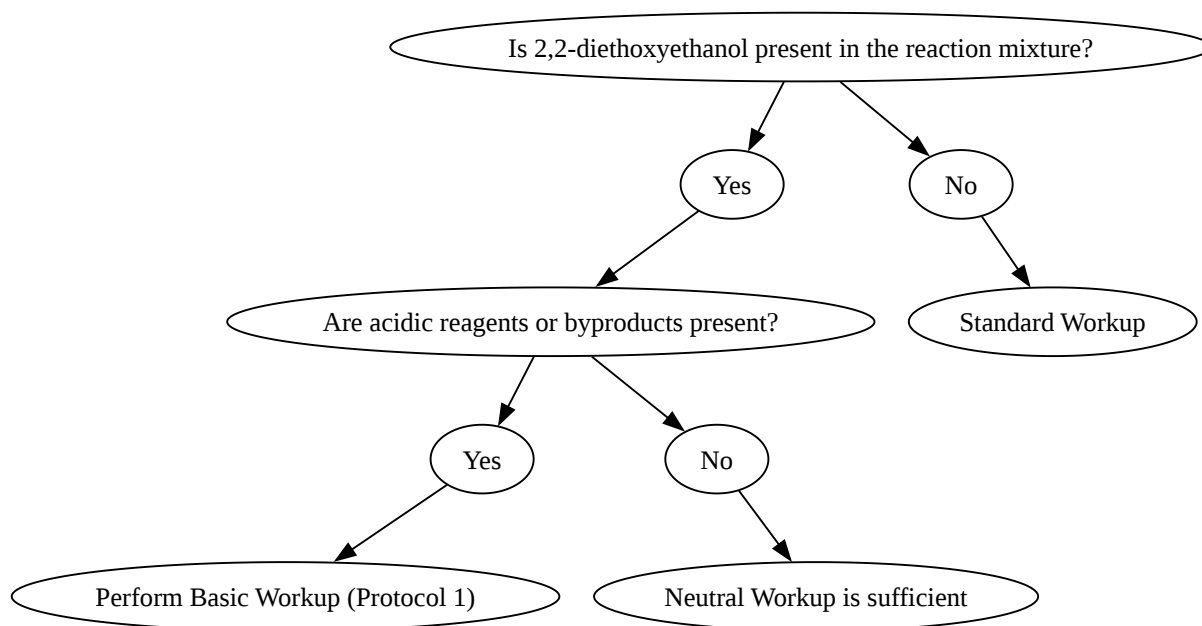 Is 2,2-diethoxyethanol present in the reaction mixture?
Yes
No
Are acidic reagents or byproducts present?
Standard Workup
Yes
No
Perform Basic Workup (Protocol 1)
Neutral Workup is sufficient